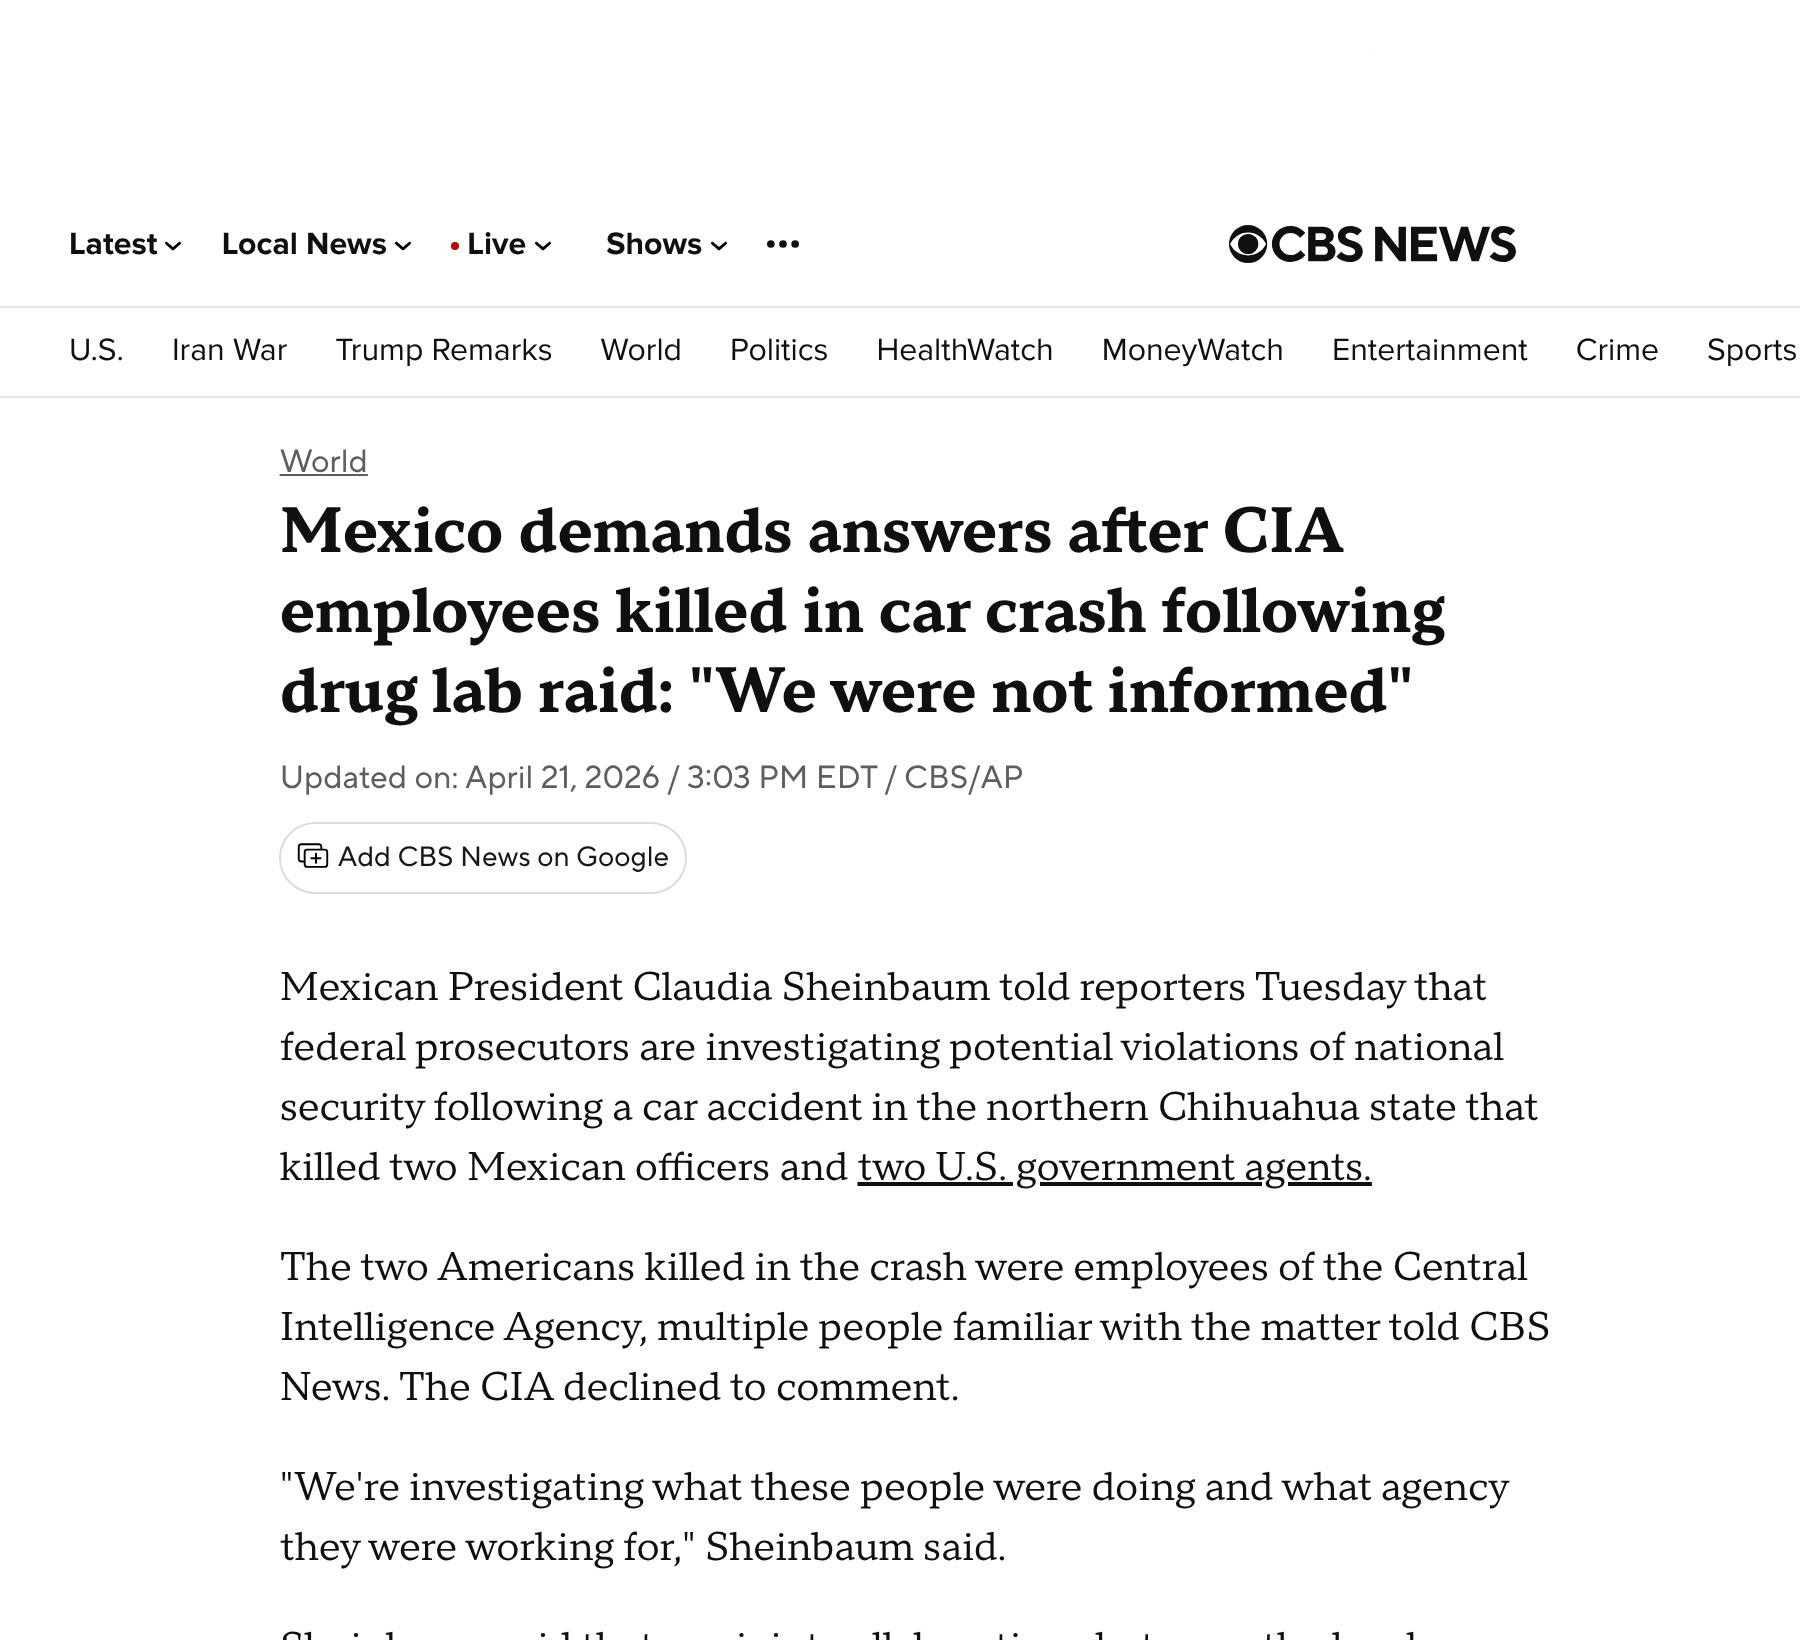 Latest
Local News
Live
Shows
CBS NEWS
U.S.
Iran War
Trump Remarks
World
Politics
HealthWatch
MoneyWatch
Entertainment
Crime
Sports
World
Mexico demands answers after CIA
employees killed in car crash following
drug lab raid: "We were not informed"
Updated on: April 21, 2026 / 3:03 PM EDT / CBS/AP
Add CBS News on Google
Mexican President Claudia Sheinbaum told reporters Tuesday that
federal prosecutors are investigating potential violations of national
security following a car accident in the northern Chihuahua state that
killed two Mexican officers and two U.S. government agents.
The two Americans killed in the crash were employees of the Central
Intelligence Agency, multiple people familiar with the matter told CBS
News. The CIA declined to comment.
"We're investigating what these people were doing and what agency
they were working for," Sheinbaum said.